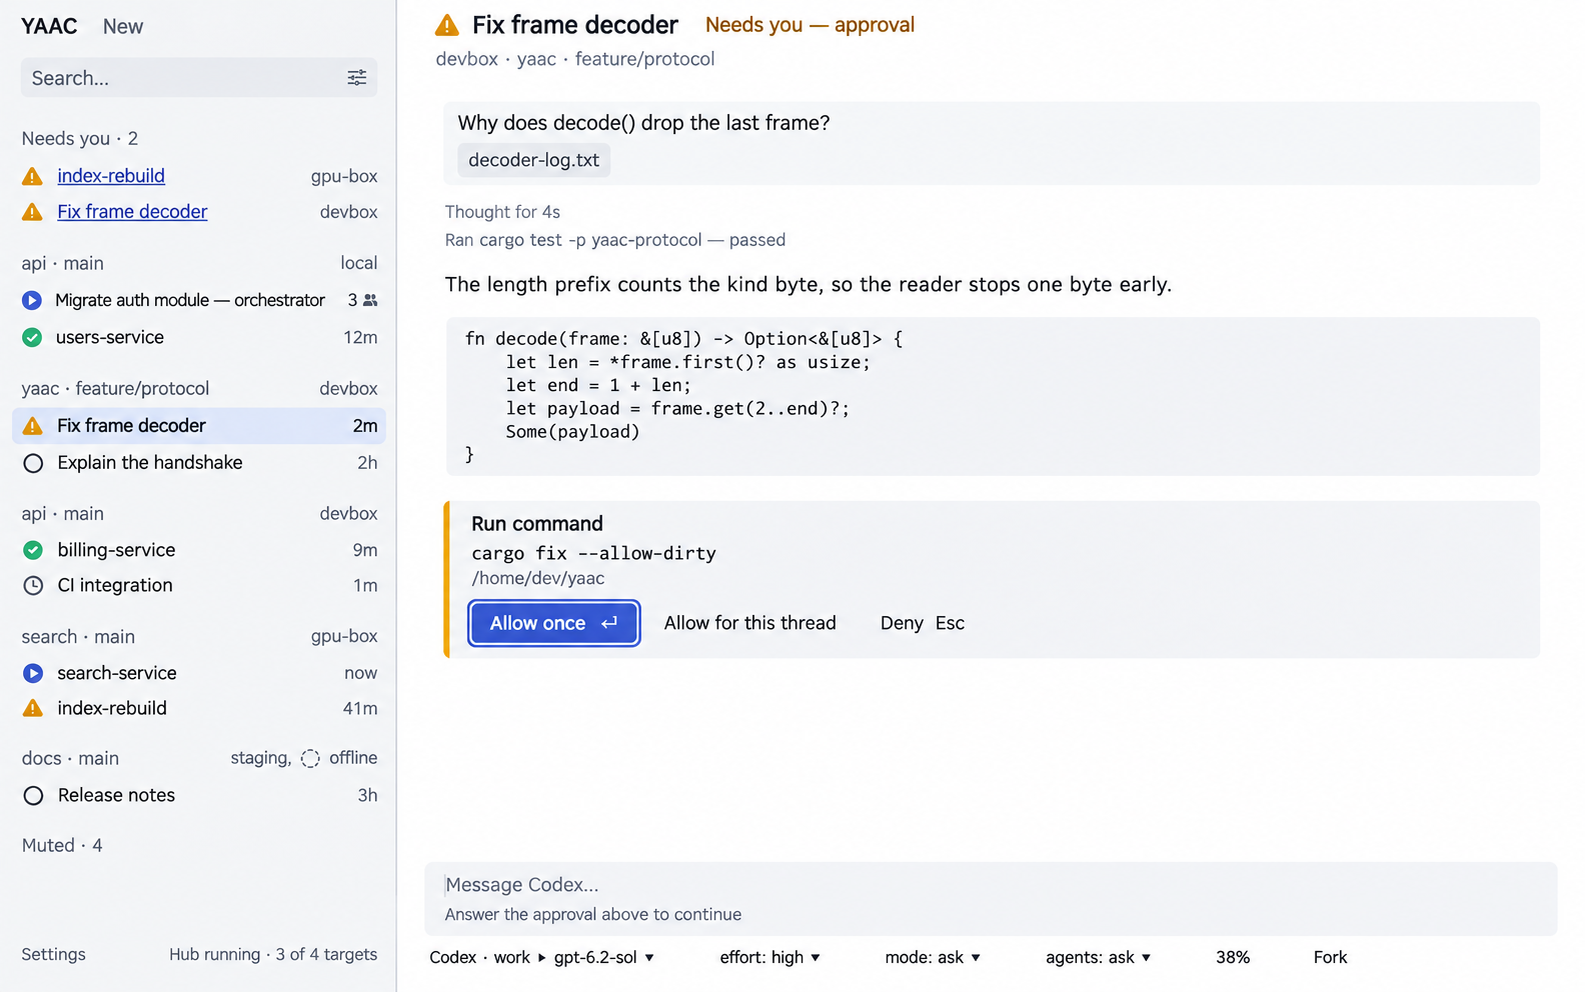 YAAC New
Search...
Needs you · 2
index-rebuild gpu-box
Fix frame decoder devbox
api · main local
Migrate auth module — orchestrator 3
users-service 12m
yaac · feature/protocol devbox
Fix frame decoder 2m
Explain the handshake 2h
api · main devbox
billing-service 9m
CI integration 1m
search · main gpu-box
search-service now
index-rebuild 41m
docs · main staging, offline
Release notes 3h
Muted · 4
Settings Hub running · 3 of 4 targets
Fix frame decoder Needs you — approval
devbox · yaac · feature/protocol
Why does decode() drop the last frame?
decoder-log.txt
Thought for 4s
Ran cargo test -p yaac-protocol — passed
The length prefix counts the kind byte, so the reader stops one byte early.
fn decode(frame: &[u8]) -> Option<&[u8]> {
    let len = *frame.first()? as usize;
    let end = 1 + len;
    let payload = frame.get(2..end)?;
    Some(payload)
}
Run command
cargo fix --allow-dirty
/home/dev/yaac
Allow once ↵ Allow for this thread Deny Esc
Message Codex...
Answer the approval above to continue
Codex · work ▸ gpt-6.2-sol ▾ effort: high ▾ mode: ask ▾ agents: ask ▾ 38% Fork